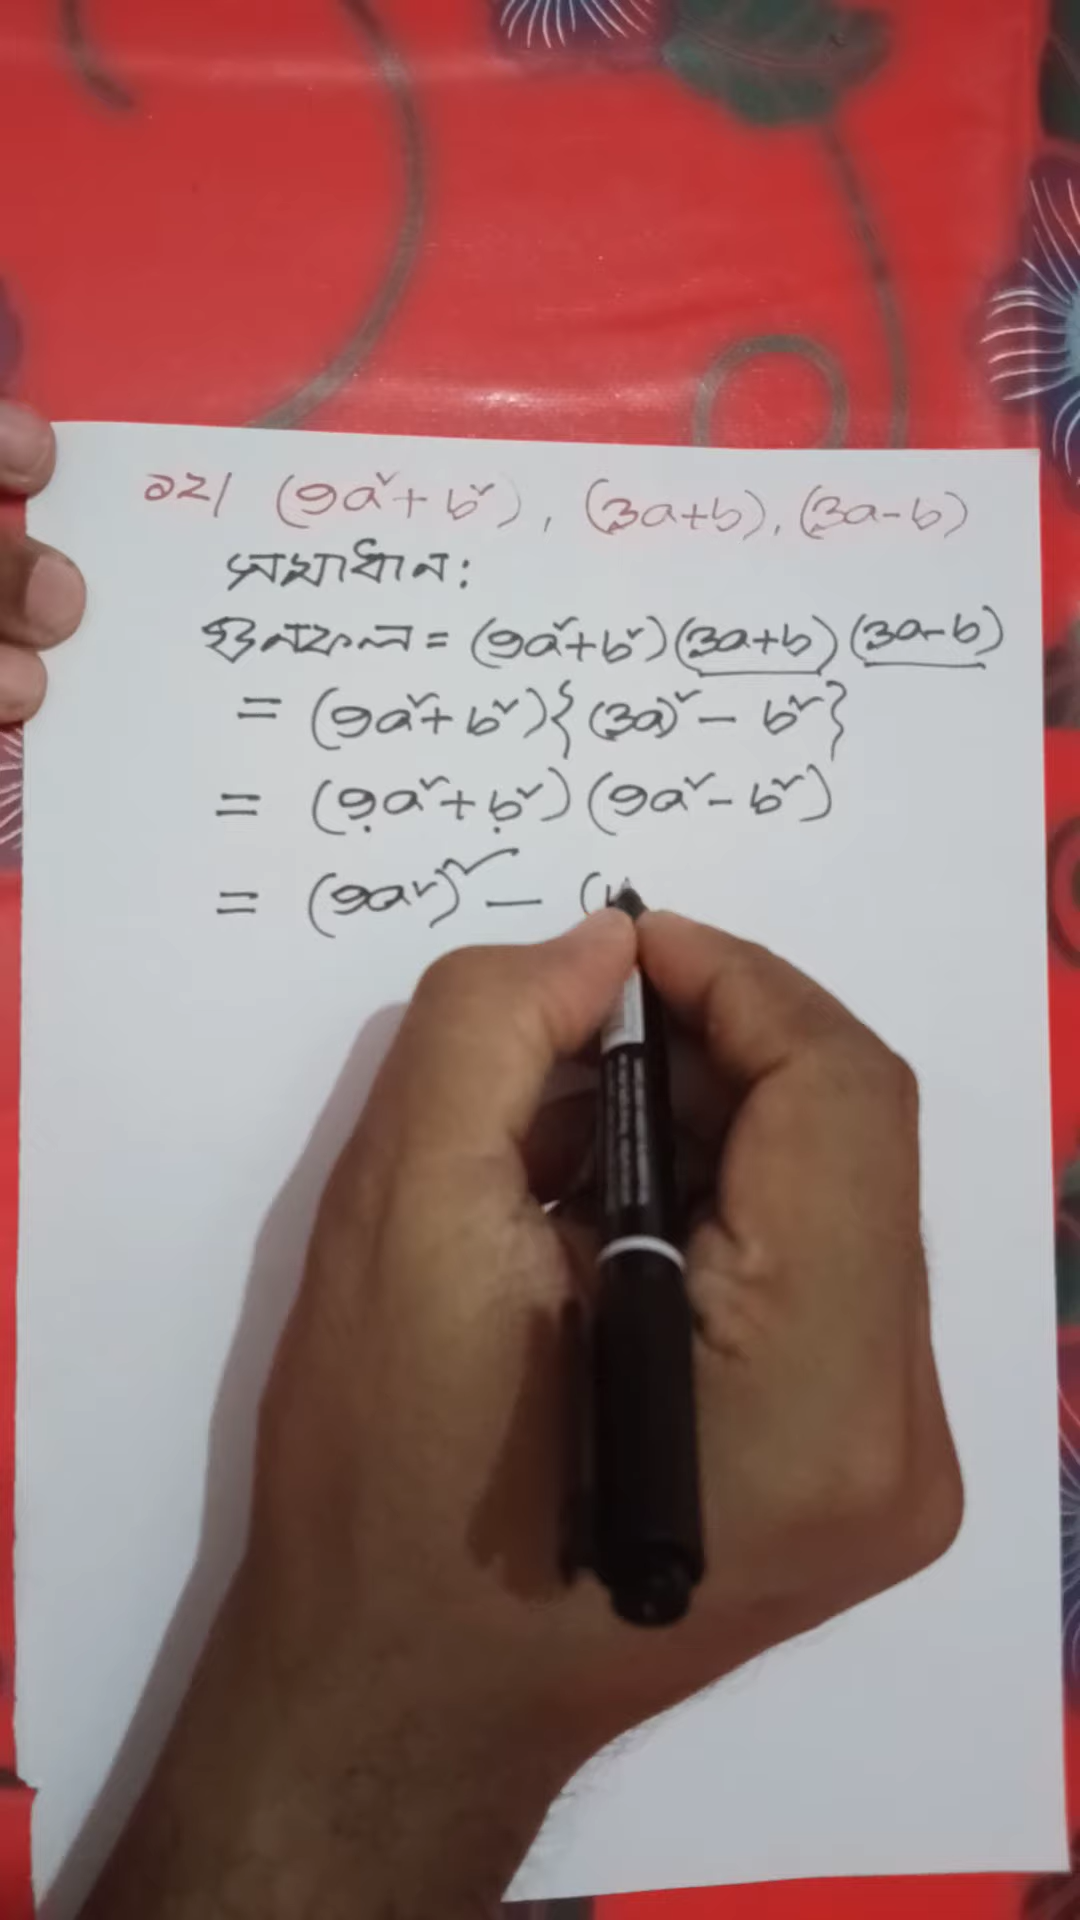 ১২। (9a²+b²), (3a+b), (3a-b)
সমাধান:
গুনফল = (9a²+b²)(3a+b)(3a-b)
= (9a²+b²){(3a)²-b²}
= (9a²+b²)(9a²-b²)
= (9a²)² - (